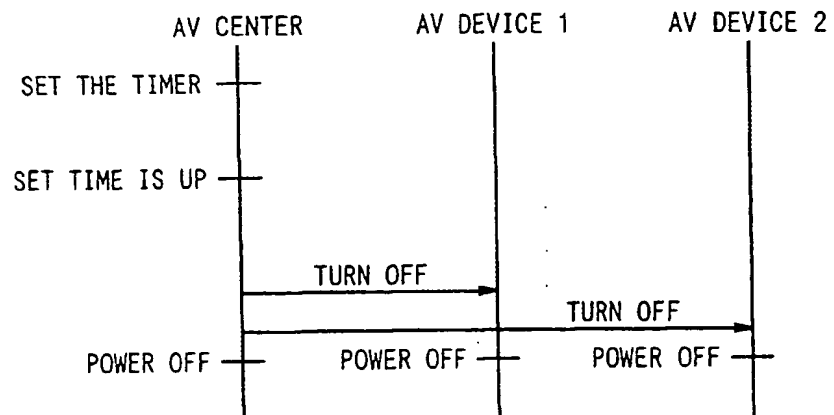 AV CENTER
AV DEVICE 1
AV DEVICE 2
SET THE TIMER
SET TIME IS UP
TURN OFF
TURN OFF
POWER OFF
POWER OFF
POWER OFF